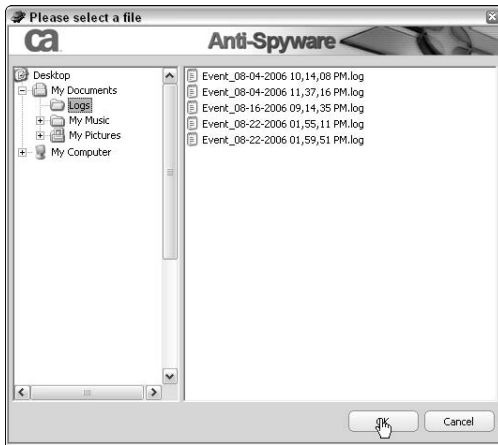 Please select a file
ca
Anti-Spyware
Desktop
My Documents
Logs
My Music
My Pictures
My Computer
Event_08-04-2006 10,14,08 PM.log
Event_08-04-2006 11,37,16 PM.log
Event_08-16-2006 09,14,35 PM.log
Event_08-22-2006 01,55,11 PM.log
Event_08-22-2006 01,59,51 PM.log
OK
Cancel